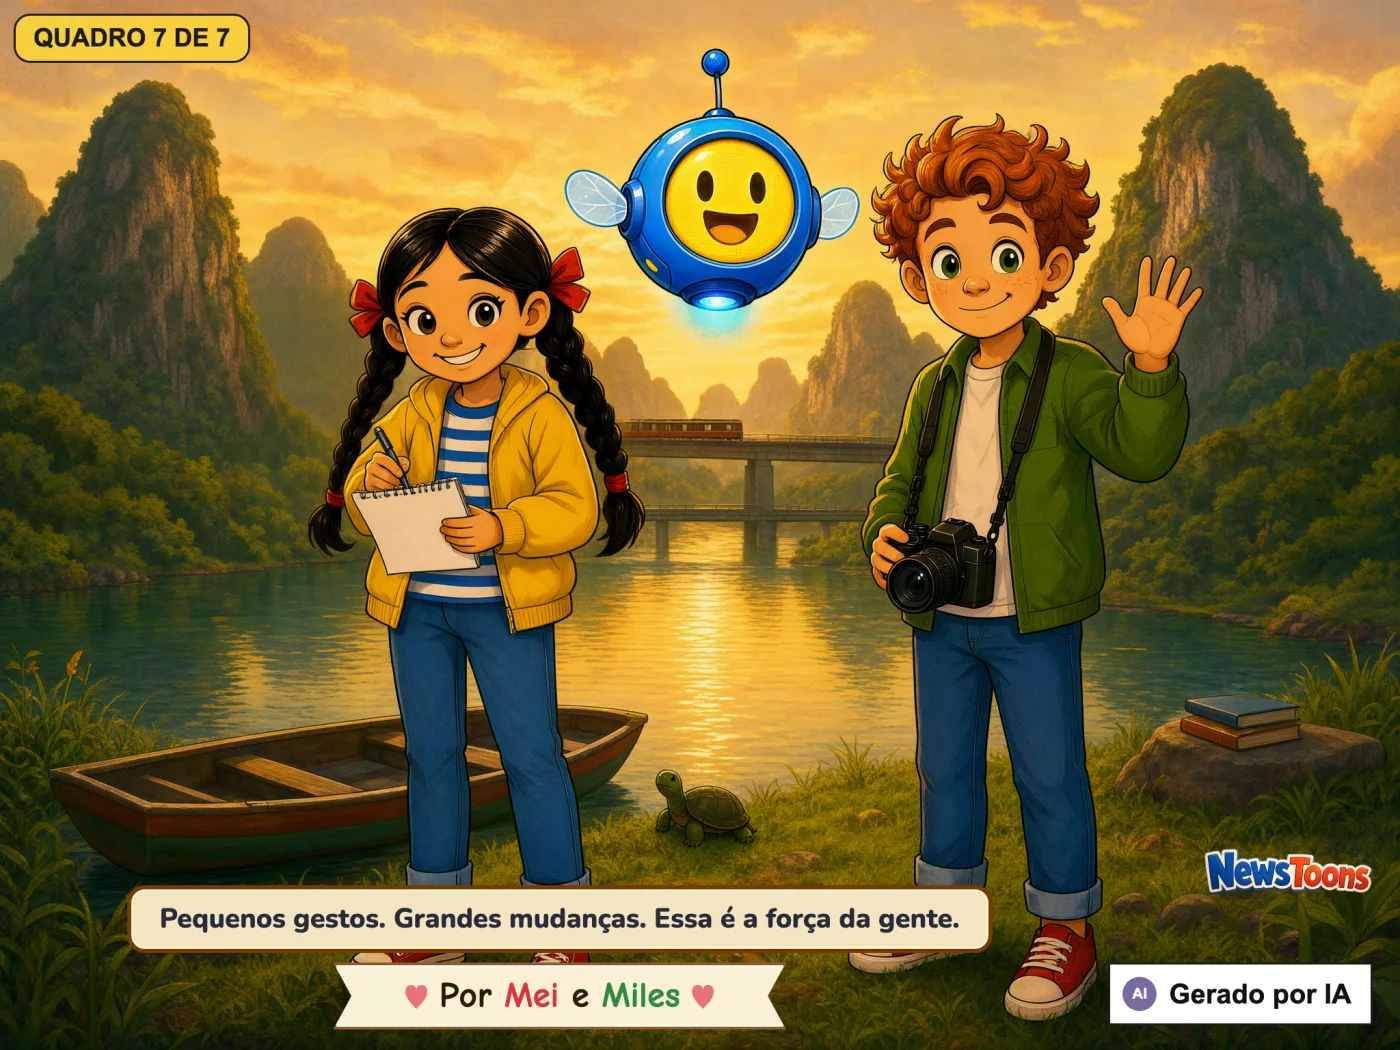 QUADRO 7 DE 7
NewsToons
Pequenos gestos. Grandes mudanças. Essa é a força da gente.
Por Mei e Miles
AI Gerado por IA